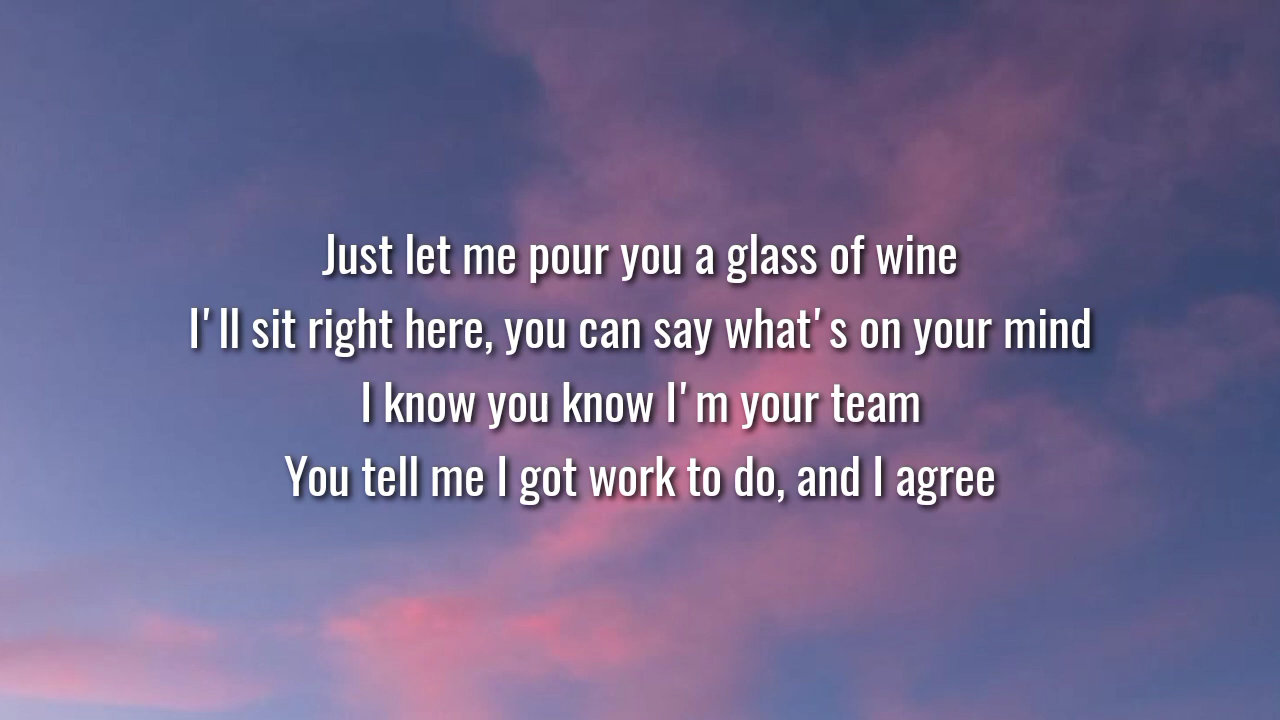 Just let me pour you a glass of wine
I'll sit right here, you can say what's on your mind
I know you know I'm your team
You tell me I got work to do, and I agree